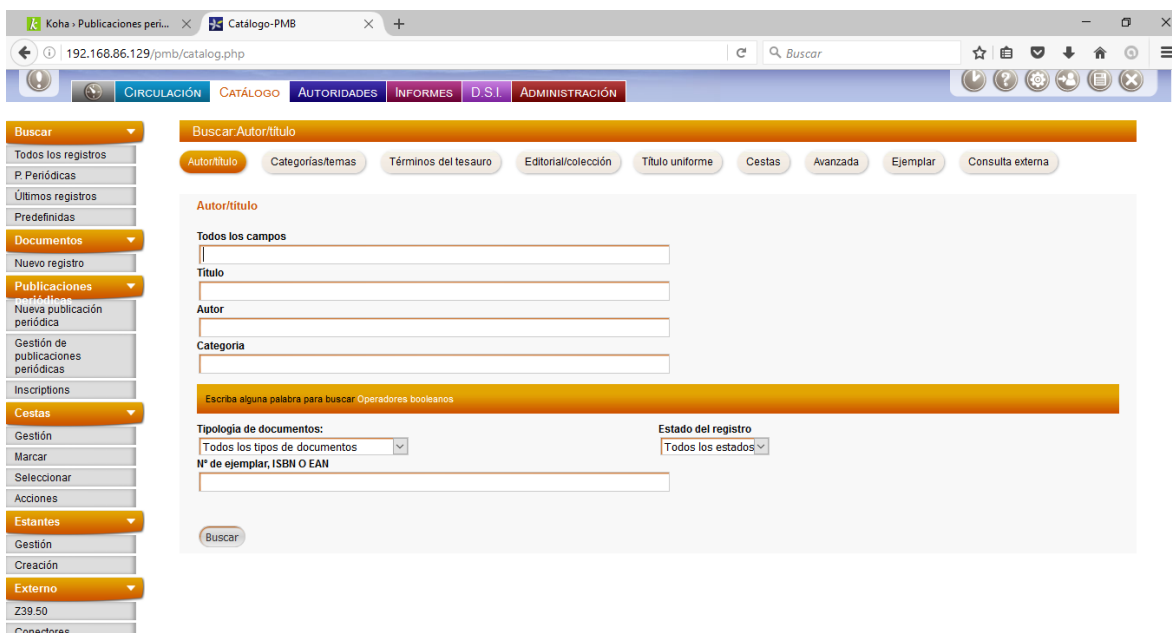 Koha › Publicaciones peri...
Catálogo-PMB
192.168.86.129/pmb/catalog.php
Buscar
CIRCULACIÓN CATÁLOGO AUTORIDADES INFORMES D.S.I. ADMINISTRACIÓN
Buscar
Todos los registros
P. Periódicas
Últimos registros
Predefinidas
Documentos
Nuevo registro
Publicaciones
periódicas
Nueva publicación
periódica
Gestión de
publicaciones
periódicas
Inscriptions
Cestas
Gestión
Marcar
Seleccionar
Acciones
Estantes
Gestión
Creación
Externo
Z39.50
Conectores
Buscar:Autor/título
Autor/título Categorías/temas Términos del tesauro Editorial/colección Título uniforme Cestas Avanzada Ejemplar Consulta externa
Autor/título
Todos los campos
Título
Autor
Categoría
Escriba alguna palabra para buscar Operadores booleanos
Tipología de documentos: Estado del registro
Todos los tipos de documentos Todos los estados
Nº de ejemplar, ISBN O EAN
Buscar